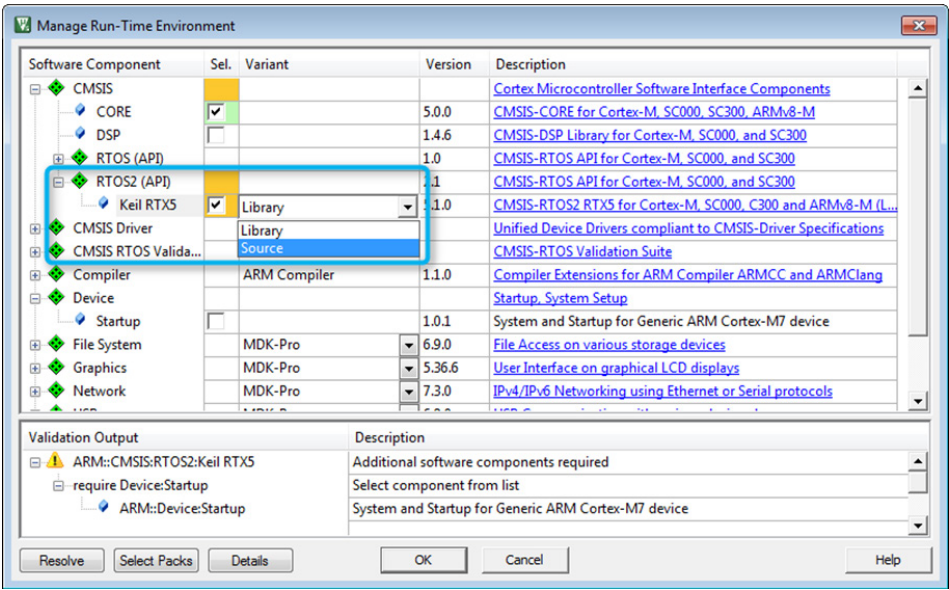 Manage Run-Time Environment
Software Component Sel. Variant Version Description
CMSIS Cortex Microcontroller Software Interface Components
CORE 5.0.0 CMSIS-CORE for Cortex-M, SC000, SC300, ARMv8-M
DSP 1.4.6 CMSIS-DSP Library for Cortex-M, SC000, and SC300
RTOS (API) 1.0 CMSIS-RTOS API for Cortex-M, SC000, and SC300
RTOS2 (API) .1 CMSIS-RTOS API for Cortex-M, SC000, and SC300
Keil RTX5 Library .1.0 CMSIS-RTOS2 RTX5 for Cortex-M, SC000, C300 and ARMv8-M (L...
Library
CMSIS Driver Unified Device Drivers compliant to CMSIS-Driver Specifications
Source
CMSIS RTOS Valida... CMSIS-RTOS Validation Suite
Compiler ARM Compiler 1.1.0 Compiler Extensions for ARM Compiler ARMCC and ARMClang
Device Startup, System Setup
Startup 1.0.1 System and Startup for Generic ARM Cortex-M7 device
File System MDK-Pro 6.9.0 File Access on various storage devices
Graphics MDK-Pro 5.36.6 User Interface on graphical LCD displays
Network MDK-Pro 7.3.0 IPv4/IPv6 Networking using Ethernet or Serial protocols
Validation Output Description
ARM::CMSIS:RTOS2:Keil RTX5 Additional software components required
require Device:Startup Select component from list
ARM::Device:Startup System and Startup for Generic ARM Cortex-M7 device
Resolve Select Packs Details OK Cancel Help